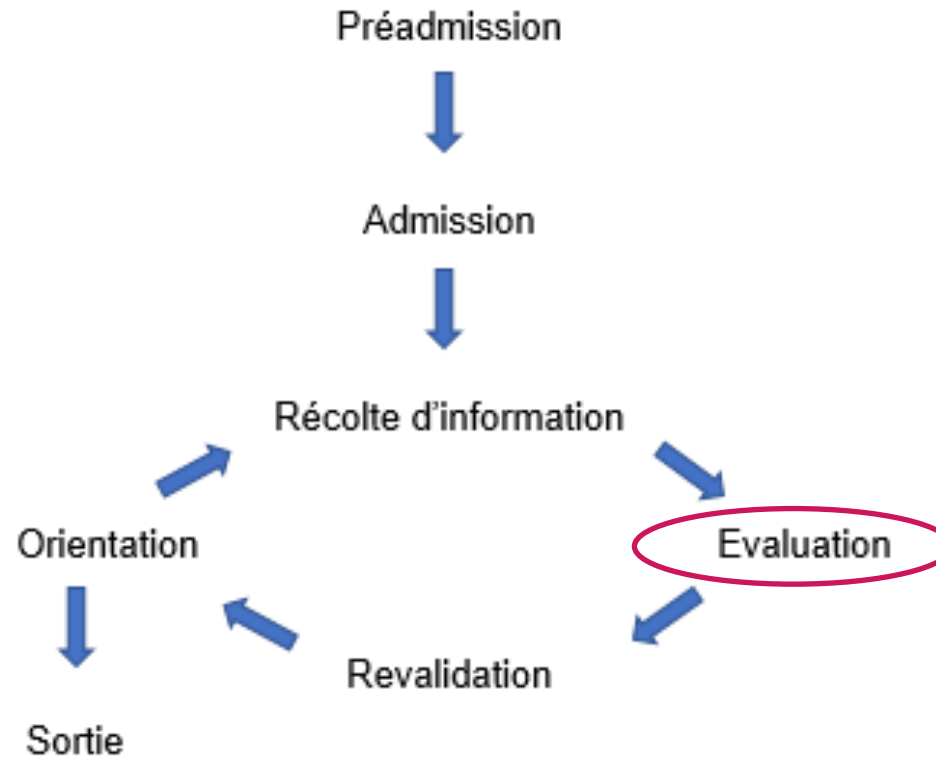 Préadmission
Admission
Récolte d'information
Orientation
Evaluation
Revalidation
Sortie